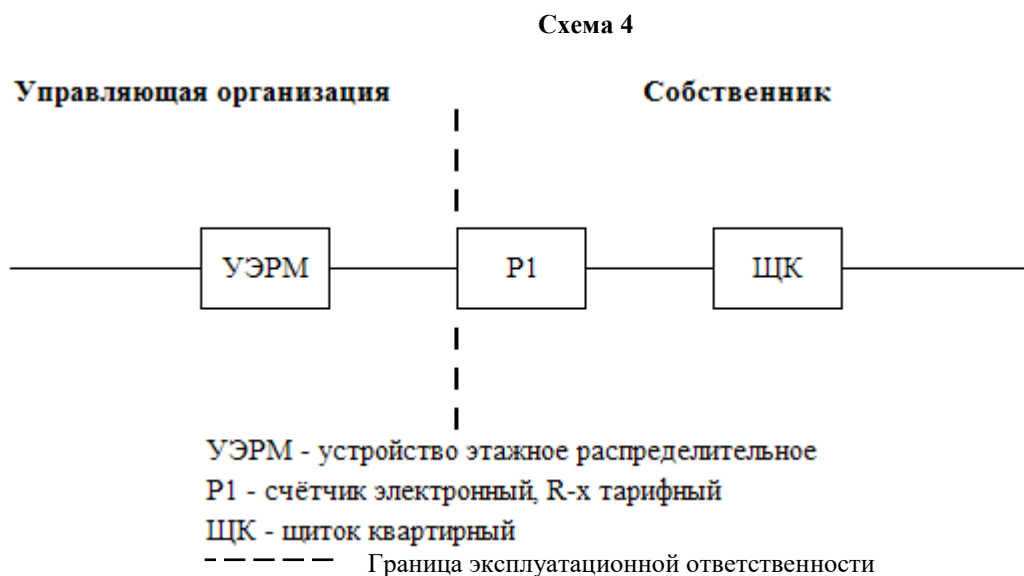 Схема 4
Управляющая организация Собственник
УЭРМ Р1 ЩК
УЭРМ - устройство этажное распределительное
Р1 - счётчик электронный, R-х тарифный
ЩК - щиток квартирный
Граница эксплуатационной ответственности